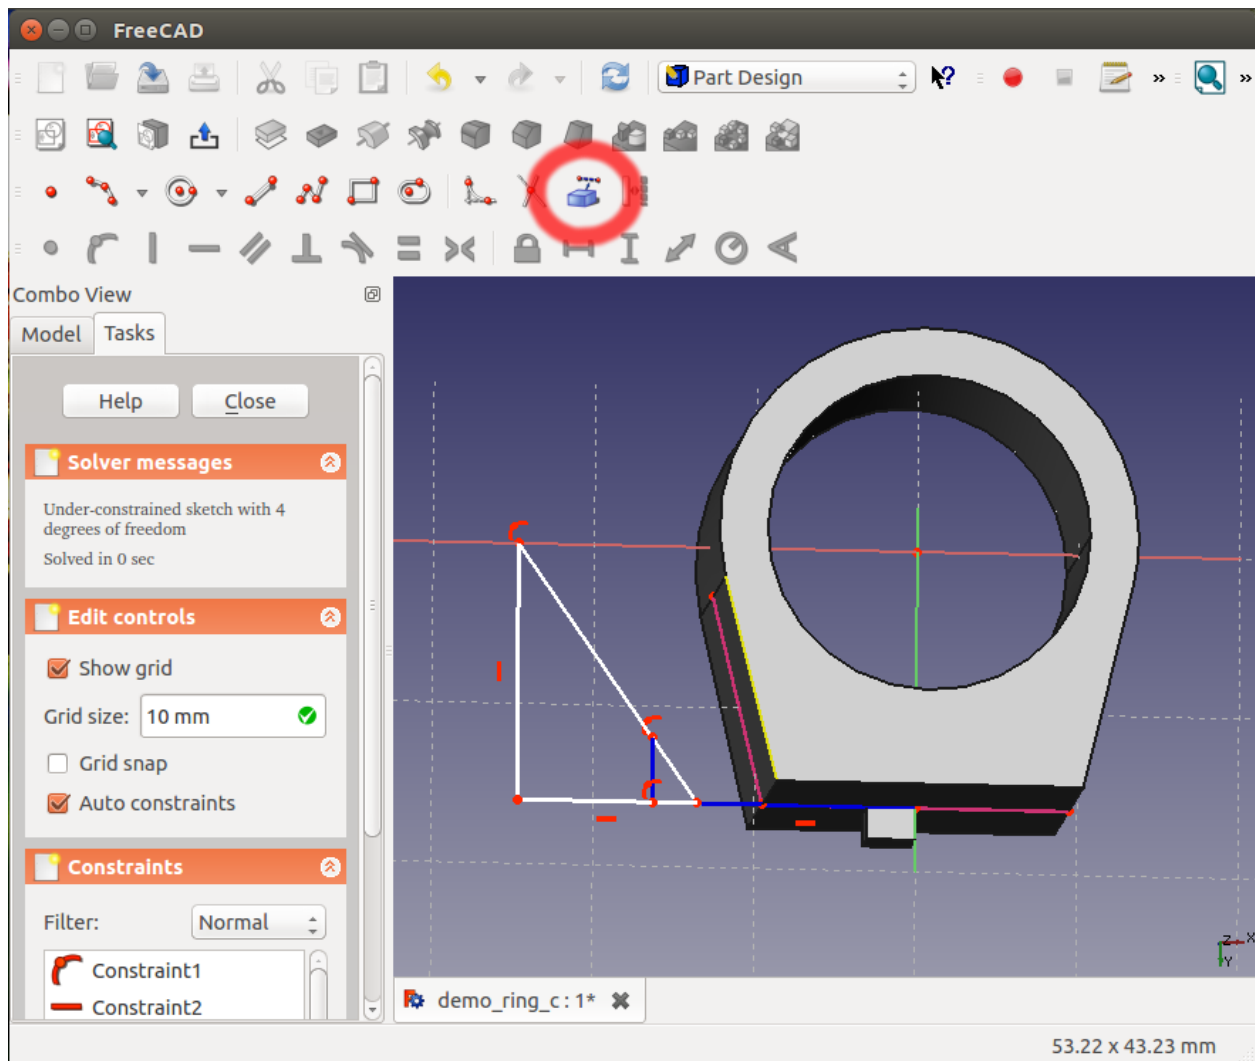 FreeCAD
Part Design
Combo View
Model Tasks
Help Close
Solver messages
Under-constrained sketch with 4
degrees of freedom
Solved in 0 sec
Edit controls
Show grid
Grid size: 10 mm
Grid snap
Auto constraints
Constraints
Filter: Normal
Constraint1
Constraint2
Z X
Y
demo_ring_c : 1*
53.22 x 43.23 mm